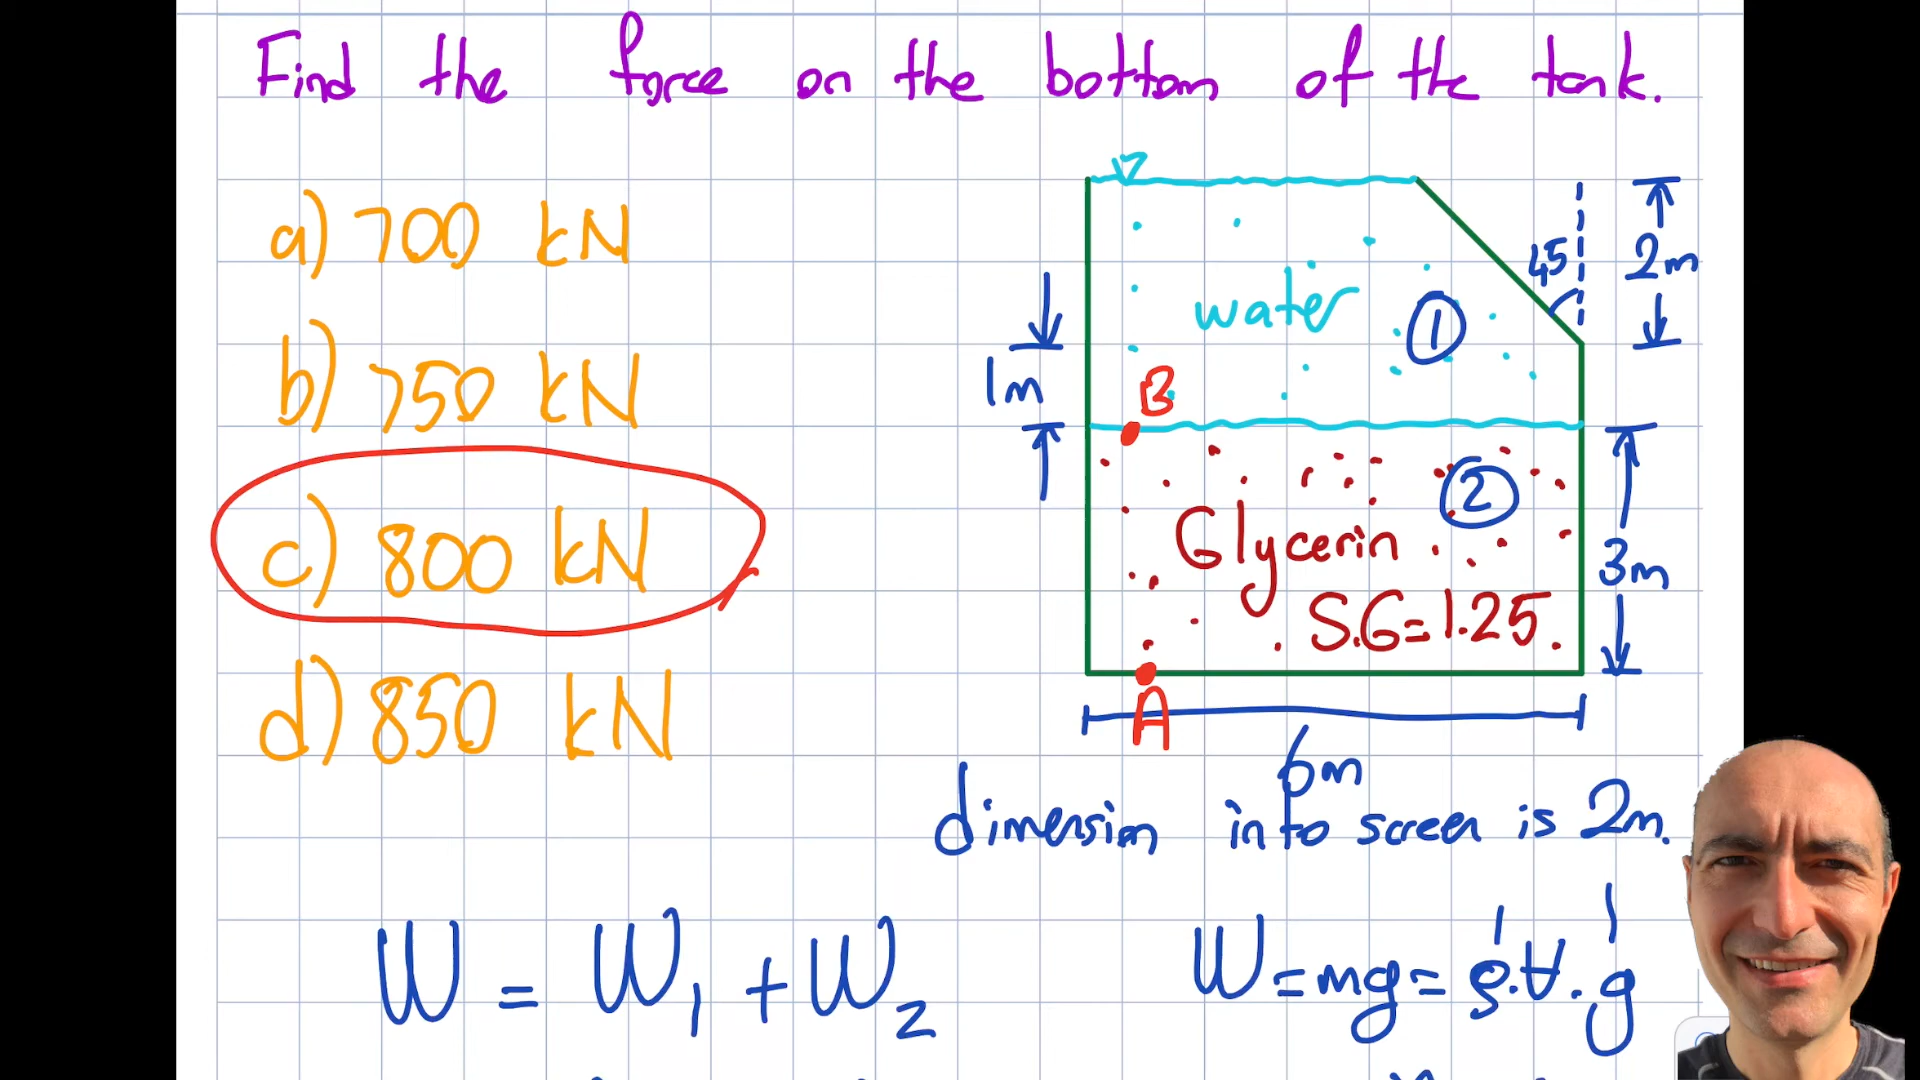 Find the force on the bottom of the tank.
a) 700 kN
b) 750 kN
c) 800 kN
d) 850 kN
45
2m
water
1
1m
B
2
Glycerin
S.G=1.25
3m
A
6m
dimension into screen is 2m.
W = W₁ + W₂
W=mg=ρ.V.g